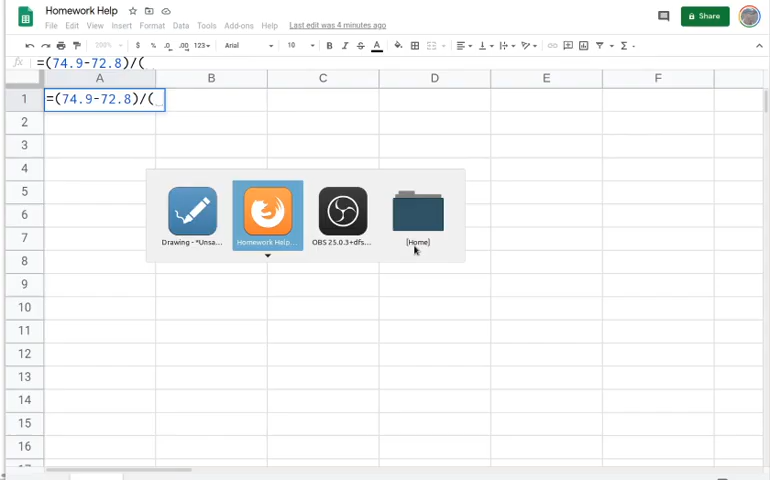 Homework Help
File Edit View Insert Format Data Tools Add-ons Help Last edit was 4 minutes ago
Share
200% $ % .0 .00 123 Arial 10 B I S A
fx =(74.9-72.8)/(
A B C D E F
1 =(74.9-72.8)/(
2
3
4
5
6
7
8
9
10
11
12
13
14
15
16
Drawing - *Unsa... Homework Help... OBS 25.0.3+dfs... [Home]